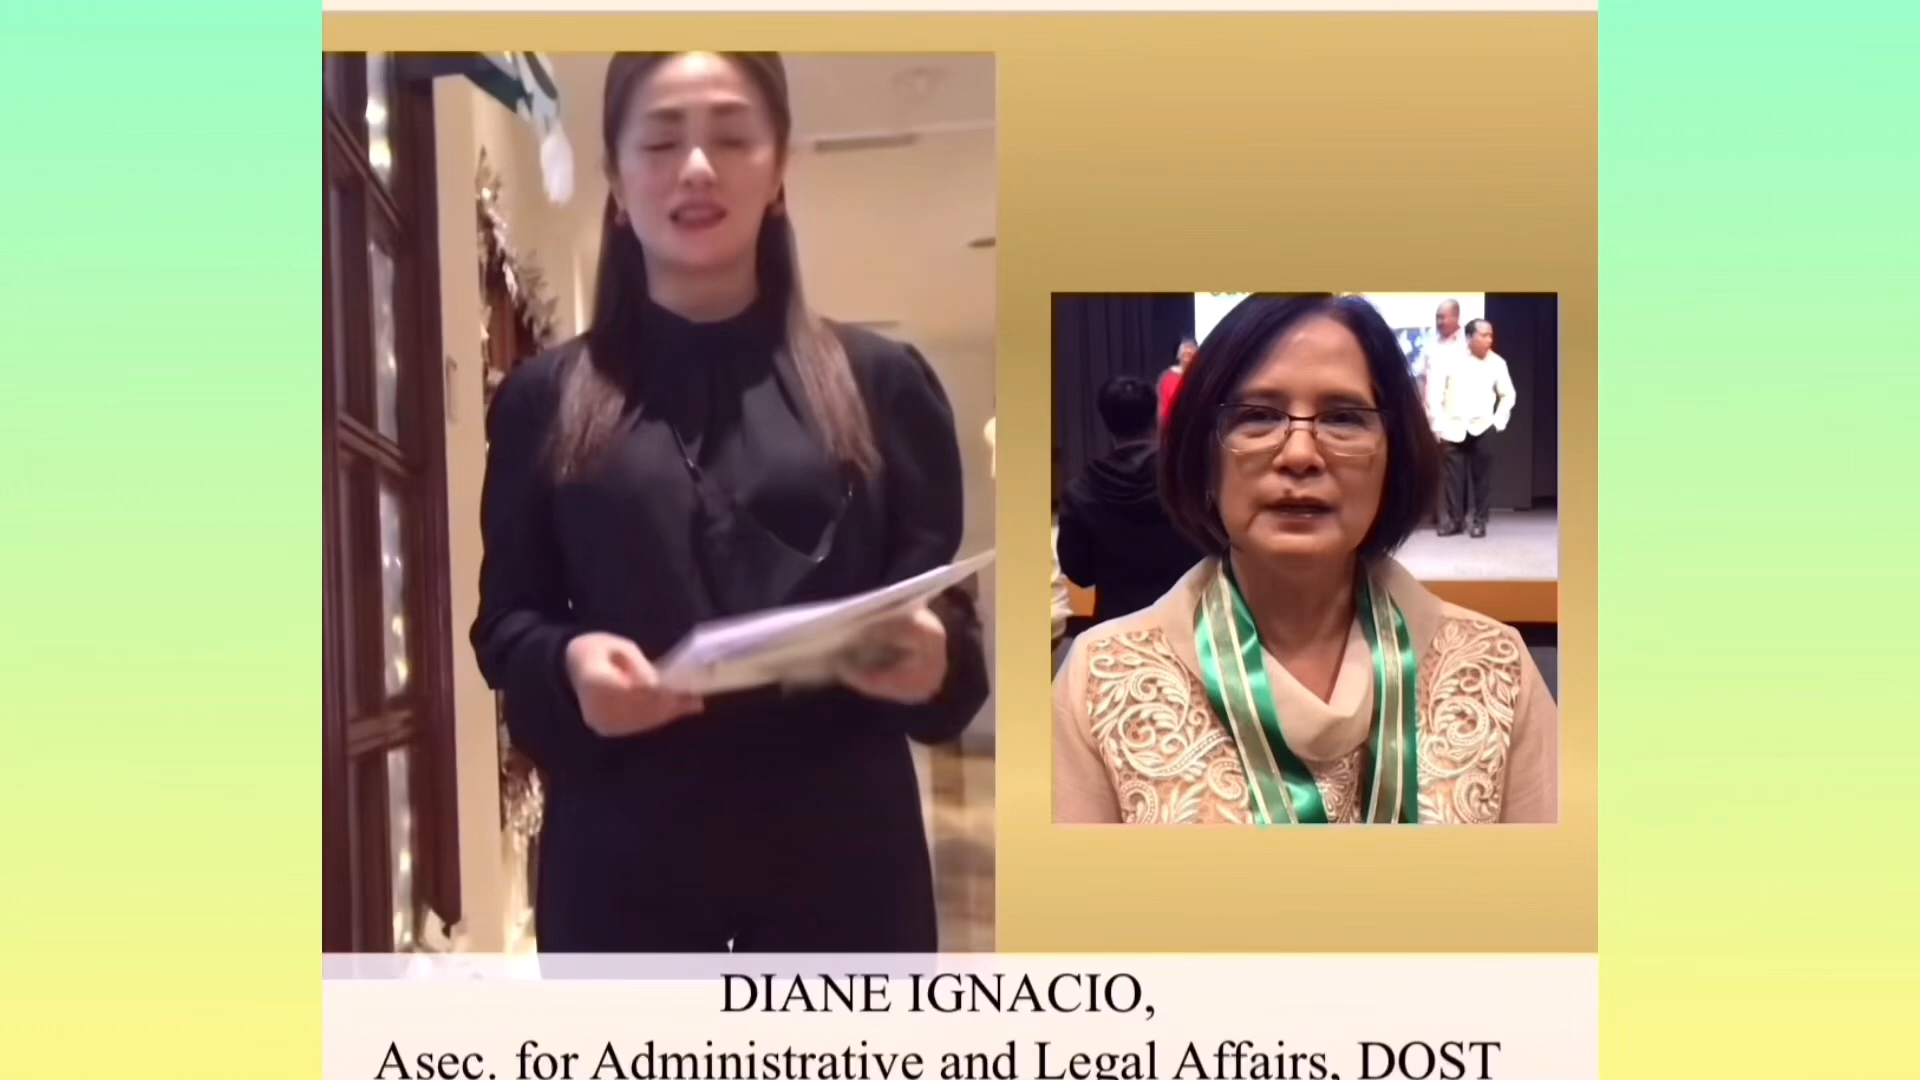 DIANE IGNACIO,
Asec. for Administrative and Legal Affairs, DOST